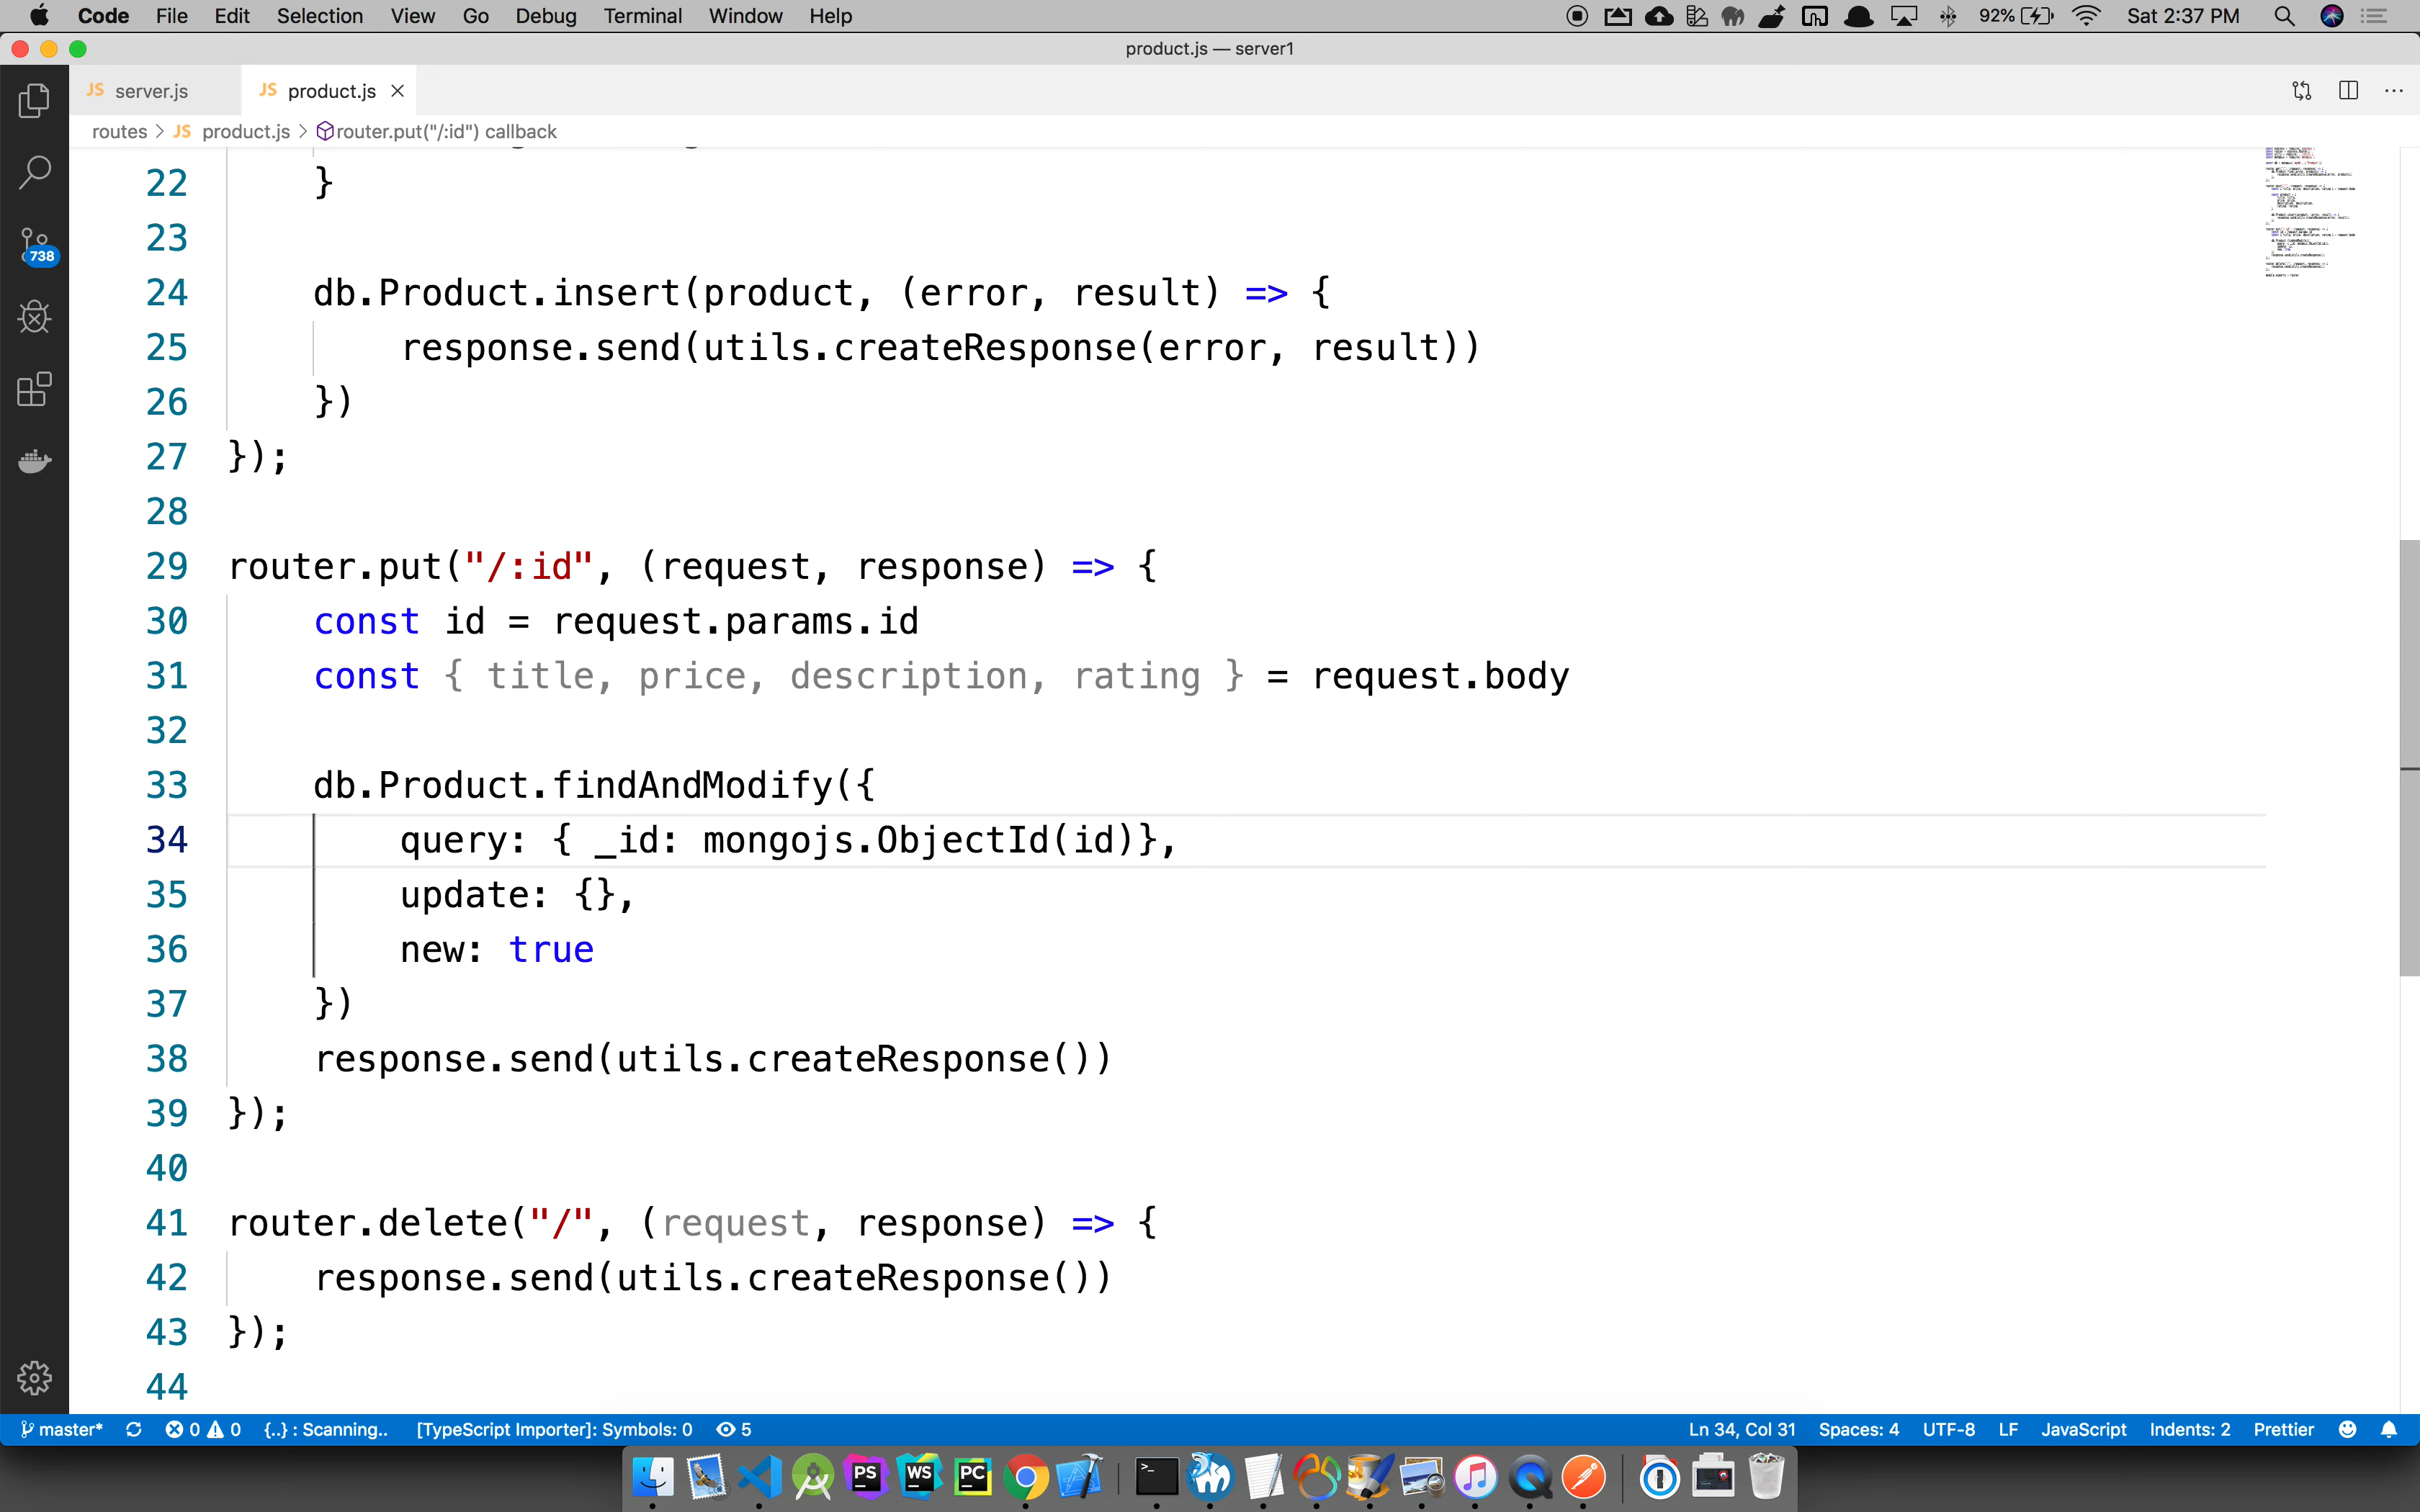 Code File Edit Selection View Go Debug Terminal Window Help 92% Sat 2:37 PM
product.js — server1
JS server.js JS product.js
routes > JS product.js > router.put("/:id") callback
22 }
23
24 db.Product.insert(product, (error, result) => {
25 response.send(utils.createResponse(error, result))
26 })
27 });
28
29 router.put("/:id", (request, response) => {
30 const id = request.params.id
31 const { title, price, description, rating } = request.body
32
33 db.Product.findAndModify({
34 query: { _id: mongojs.ObjectId(id)},
35 update: {},
36 new: true
37 })
38 response.send(utils.createResponse())
39 });
40
41 router.delete("/", (request, response) => {
42 response.send(utils.createResponse())
43 });
44
738
master* 0 0 {..} : Scanning.. [TypeScript Importer]: Symbols: 0 5 Ln 34, Col 31 Spaces: 4 UTF-8 LF JavaScript Indents: 2 Prettier
PS WS PC